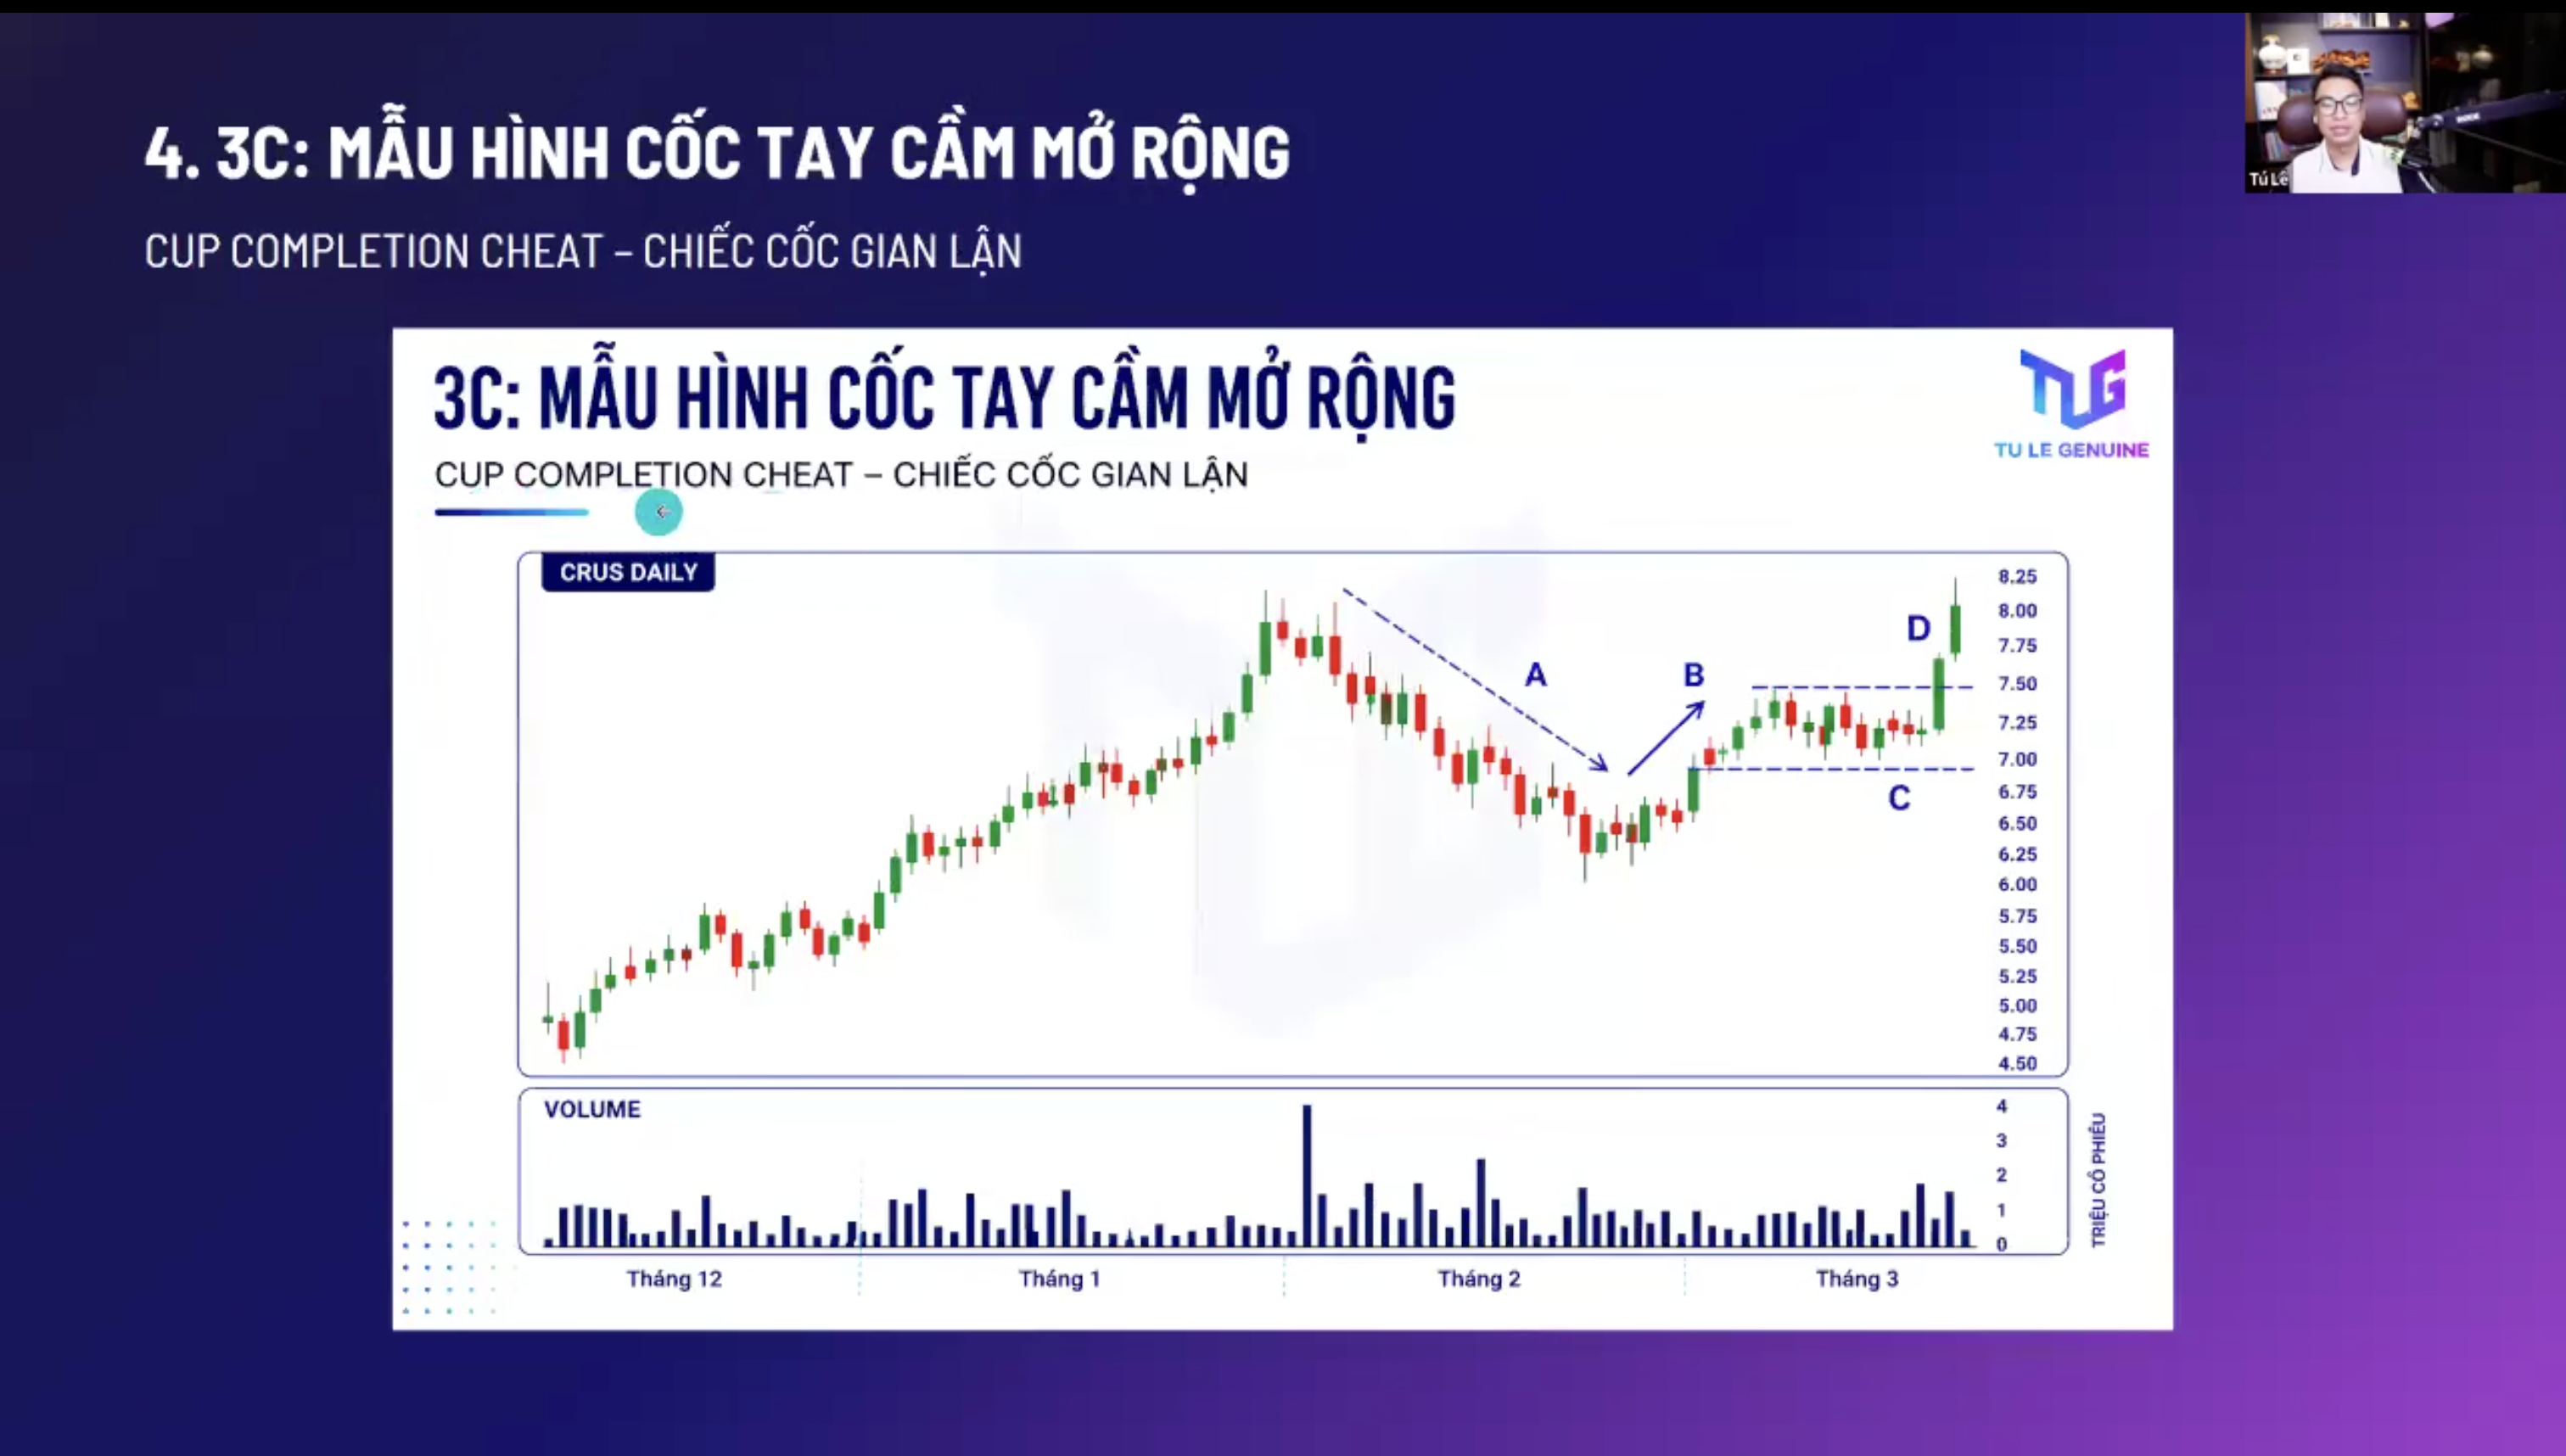 4. 3C: MẪU HÌNH CỐC TAY CẦM MỞ RỘNG
CUP COMPLETION CHEAT – CHIẾC CỐC GIAN LẬN
Tú Lê
3C: MẪU HÌNH CỐC TAY CẦM MỞ RỘNG
CUP COMPLETION CHEAT – CHIẾC CỐC GIAN LẬN
TLG
TU LE GENUINE
CRUS DAILY
A
B
C
D
8.25
8.00
7.75
7.50
7.25
7.00
6.75
6.50
6.25
6.00
5.75
5.50
5.25
5.00
4.75
4.50
VOLUME
4
3
2
1
0
TRIỆU CỔ PHIẾU
Tháng 12
Tháng 1
Tháng 2
Tháng 3